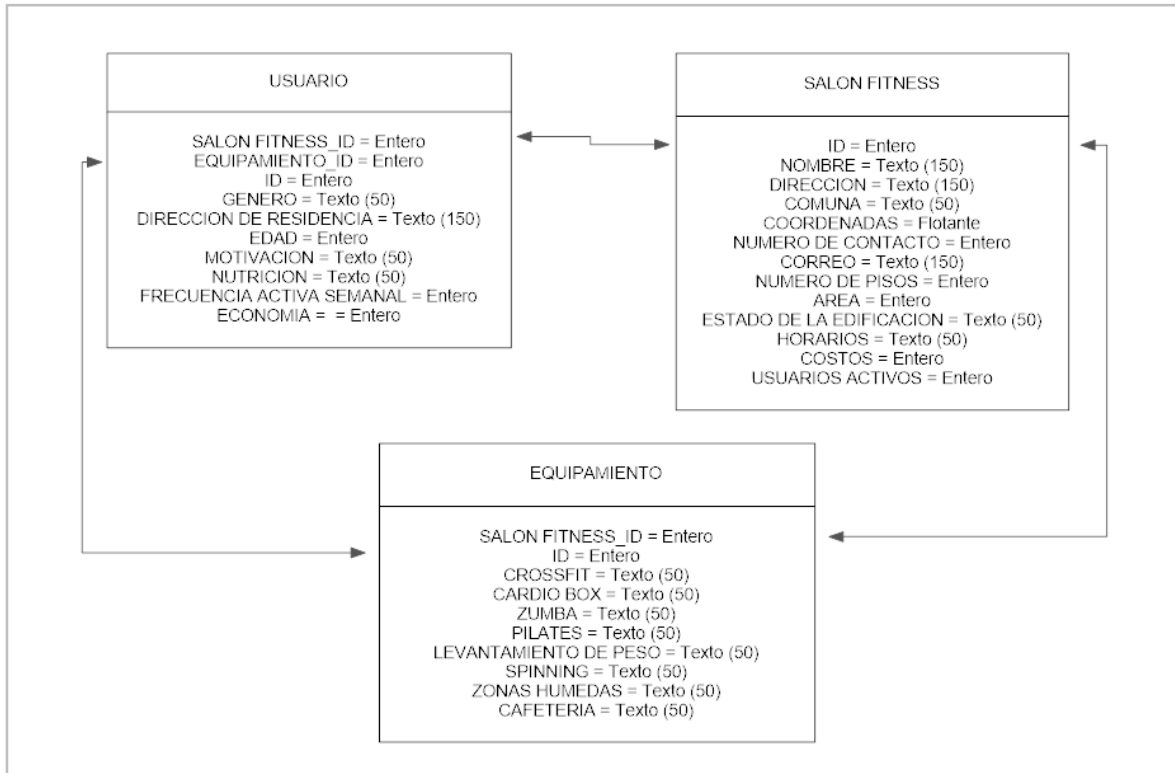 USUARIO
SALON FITNESS_ID = Entero
EQUIPAMIENTO_ID = Entero
ID = Entero
GENERO = Texto (50)
DIRECCION DE RESIDENCIA = Texto (150)
EDAD = Entero
MOTIVACION = Texto (50)
NUTRICION = Texto (50)
FRECUENCIA ACTIVA SEMANAL = Entero
ECONOMIA = = Entero
SALON FITNESS
ID = Entero
NOMBRE = Texto (150)
DIRECCION = Texto (150)
COMUNA = Texto (50)
COORDENADAS = Flotante
NUMERO DE CONTACTO = Entero
CORREO = Texto (150)
NUMERO DE PISOS = Entero
AREA = Entero
ESTADO DE LA EDIFICACION = Texto (50)
HORARIOS = Texto (50)
COSTOS = Entero
USUARIOS ACTIVOS = Entero
EQUIPAMIENTO
SALON FITNESS_ID = Entero
ID = Entero
CROSSFIT = Texto (50)
CARDIO BOX = Texto (50)
ZUMBA = Texto (50)
PILATES = Texto (50)
LEVANTAMIENTO DE PESO = Texto (50)
SPINNING = Texto (50)
ZONAS HUMEDAS = Texto (50)
CAFETERIA = Texto (50)